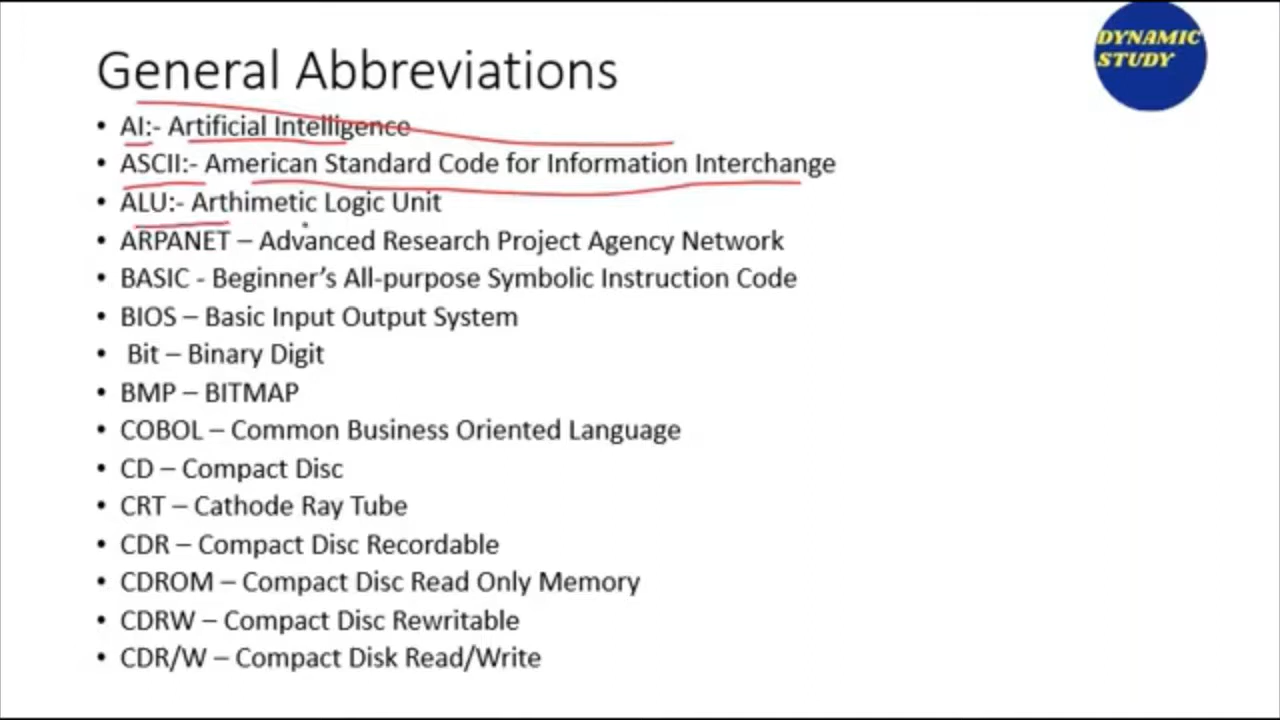 DYNAMIC
STUDY
General Abbreviations
• AI:- Artificial Intelligence
• ASCII:- American Standard Code for Information Interchange
• ALU:- Arthimetic Logic Unit
• ARPANET – Advanced Research Project Agency Network
• BASIC - Beginner’s All-purpose Symbolic Instruction Code
• BIOS – Basic Input Output System
• Bit – Binary Digit
• BMP – BITMAP
• COBOL – Common Business Oriented Language
• CD – Compact Disc
• CRT – Cathode Ray Tube
• CDR – Compact Disc Recordable
• CDROM – Compact Disc Read Only Memory
• CDRW – Compact Disc Rewritable
• CDR/W – Compact Disk Read/Write